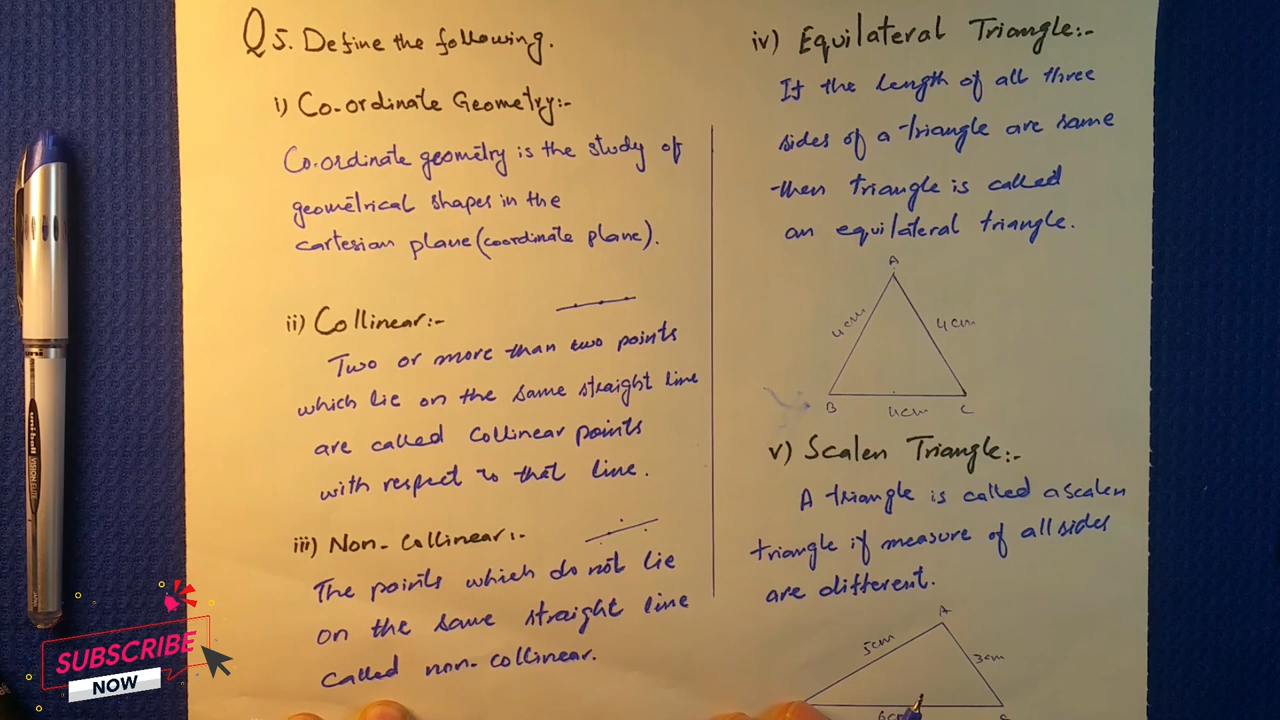 Q5. Define the following.
i) Co-ordinate Geometry:-
Co-ordinate geometry is the study of
geometrical shapes in the
cartesian plane (coordinate plane).
ii) Collinear:-
Two or more than two points
which lie on the same straight line
are called collinear points
with respect to that line.
iii) Non-Collinear:-
The points which do not lie
on the same straight line
called non-collinear.
iv) Equilateral Triangle:-
If the length of all three
sides of a triangle are same
then triangle is called
an equilateral triangle.
A
4cm 4cm
B 4cm C
v) Scalen Triangle:-
A triangle is called a scalen
triangle if measure of all sides
are different.
A
5cm 3cm
6cm C
uni-ball
VISION ELITE
SUBSCRIBE
NOW